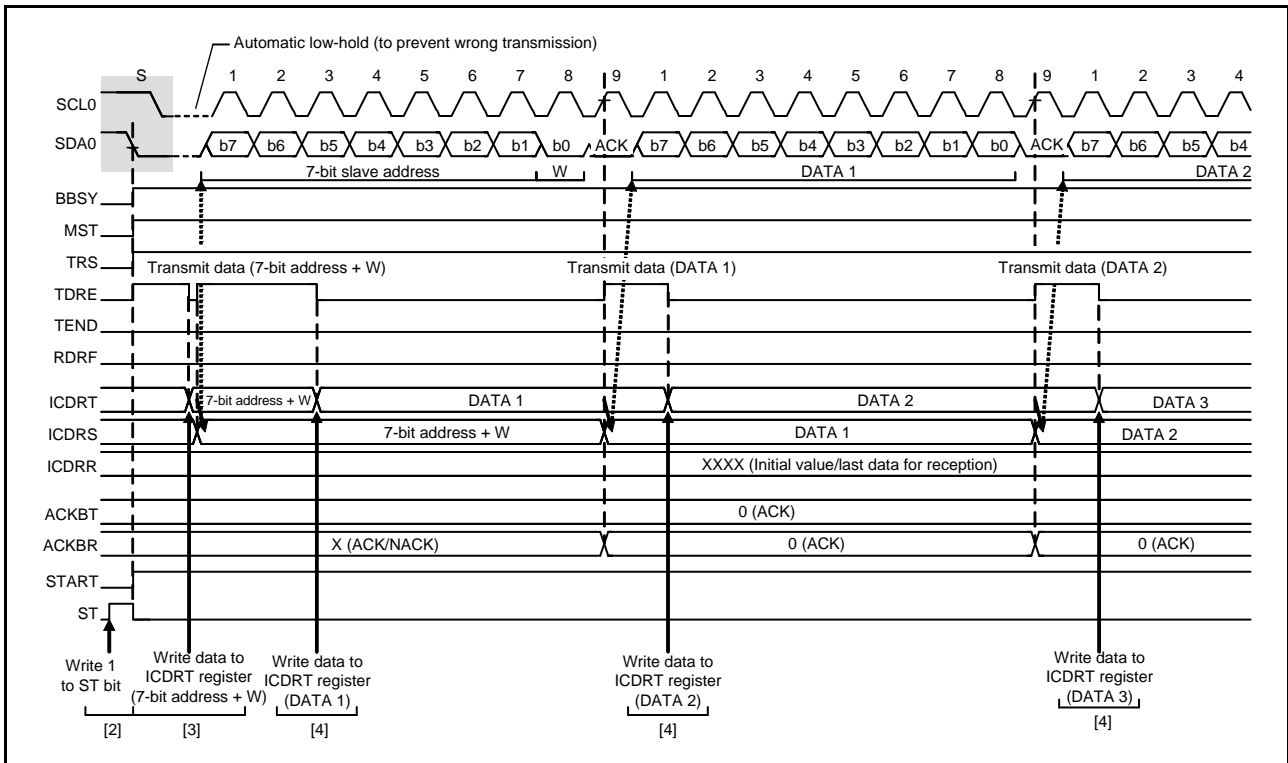 Automatic low-hold (to prevent wrong transmission)
S 1 2 3 4 5 6 7 8 9 1 2 3 4 5 6 7 8 9 1 2 3 4
SCL0
SDA0 b7 b6 b5 b4 b3 b2 b1 b0 ACK b7 b6 b5 b4 b3 b2 b1 b0 ACK b7 b6 b5 b4
7-bit slave address W DATA 1 DATA 2
BBSY
MST
TRS
Transmit data (7-bit address + W) Transmit data (DATA 1) Transmit data (DATA 2)
TDRE
TEND
RDRF
ICDRT 7-bit address + W DATA 1 DATA 2 DATA 3
ICDRS 7-bit address + W DATA 1 DATA 2
ICDRR XXXX (Initial value/last data for reception)
ACKBT 0 (ACK)
ACKBR X (ACK/NACK) 0 (ACK) 0 (ACK)
START
ST
Write 1
to ST bit
Write data to
ICDRT register
(7-bit address + W)
Write data to
ICDRT register
(DATA 1)
Write data to
ICDRT register
(DATA 2)
Write data to
ICDRT register
(DATA 3)
[2] [3] [4] [4] [4]